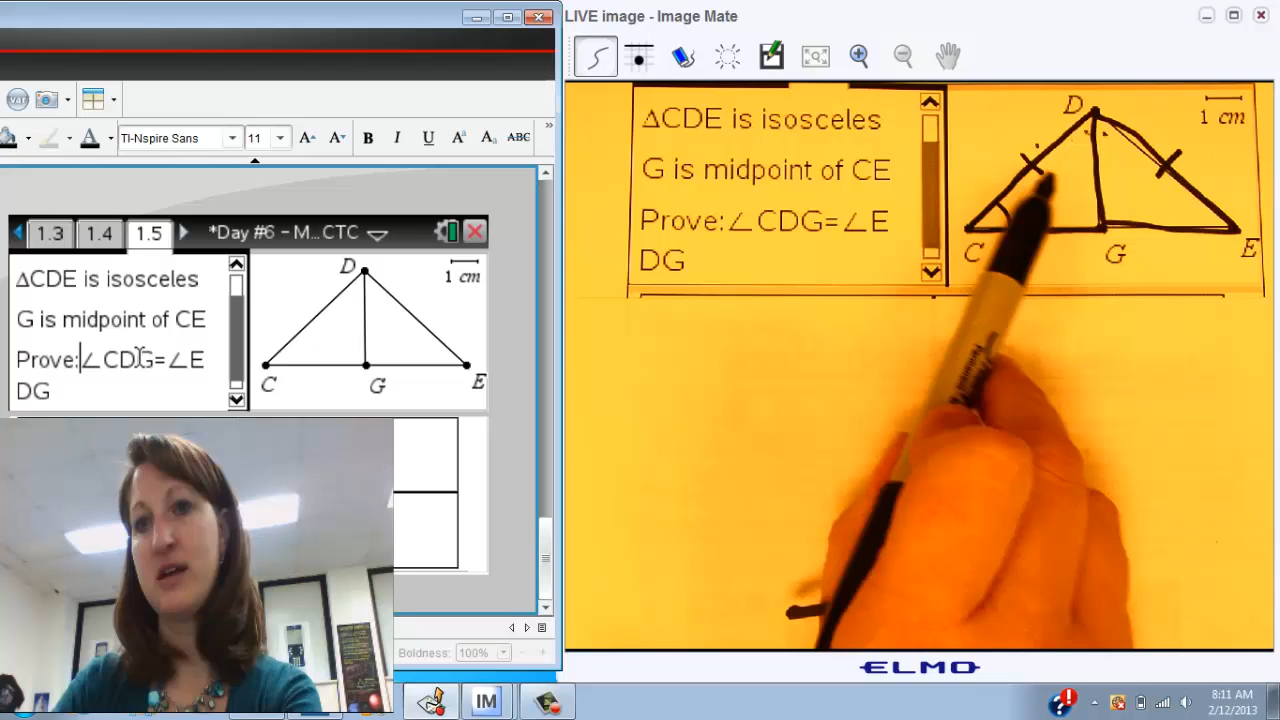 LIVE image - Image Mate
VAR
A
TI-Nspire Sans
11
B
I
U
ABC
1.3
1.4
1.5
*Day #6 – M...CTC
ΔCDE is isosceles
G is midpoint of CE
Prove:∠CDG=∠E
DG
D
1 cm
C
G
E
ΔCDE is isosceles
G is midpoint of CE
Prove:∠CDG=∠E
DG
D
1 cm
C
G
E
Boldness:
100%
ELMO
IM
8:11 AM
2/12/2013